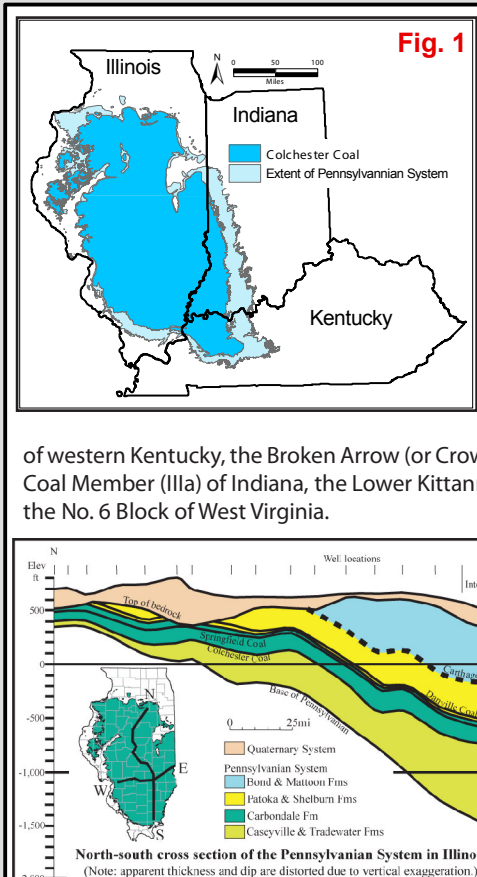 Fig. 1
Illinois
N
0 50 100
Miles
Indiana
Colchester Coal
Extent of Pennsylvannian System
Kentucky
of western Kentucky, the Broken Arrow (or
Coal Member (IIIa) of Indiana, the Lower
the No. 6 Block of West Virginia.
N
Well locations
Elev
ft
500
0
-500
-1,000
-1,500
Top of bedrock
Springfield Coal
Colchester Coal
Base of Pennsylvanian
Danville Coal
N
W
E
S
0 25mi
Quaternary System
Pennsylvanian System
Bond & Mattoon Fms
Patoka & Shelburn Fms
Carbondale Fm
Caseyville & Tradewater Fms
North-south cross section of the Pennsylvanian System in
(Note: apparent thickness and dip are distorted due to vertical exaggeration.)